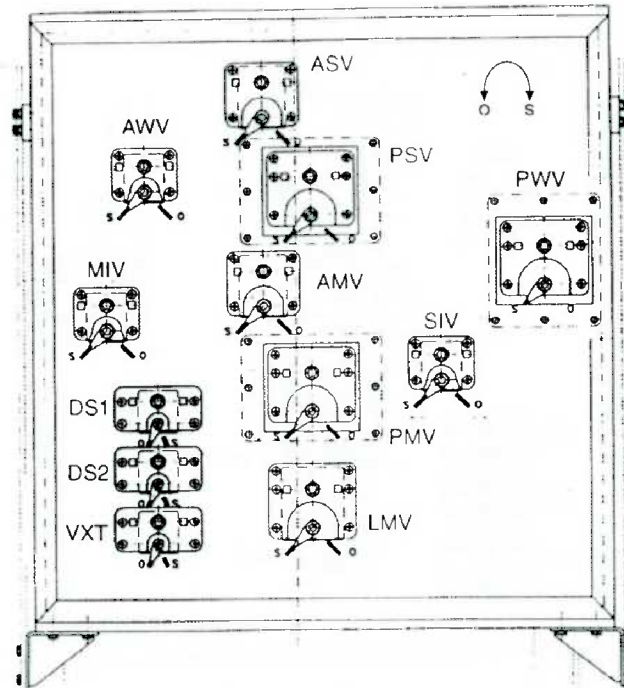 ASV
O S
S O
AWV
PSV
PWV
S O
S O
AMV
MIV
S O
S O
SIV
S O
S O
DS1
O S
PMV
S O
DS2
O S
VXT
LMV
O S
S O